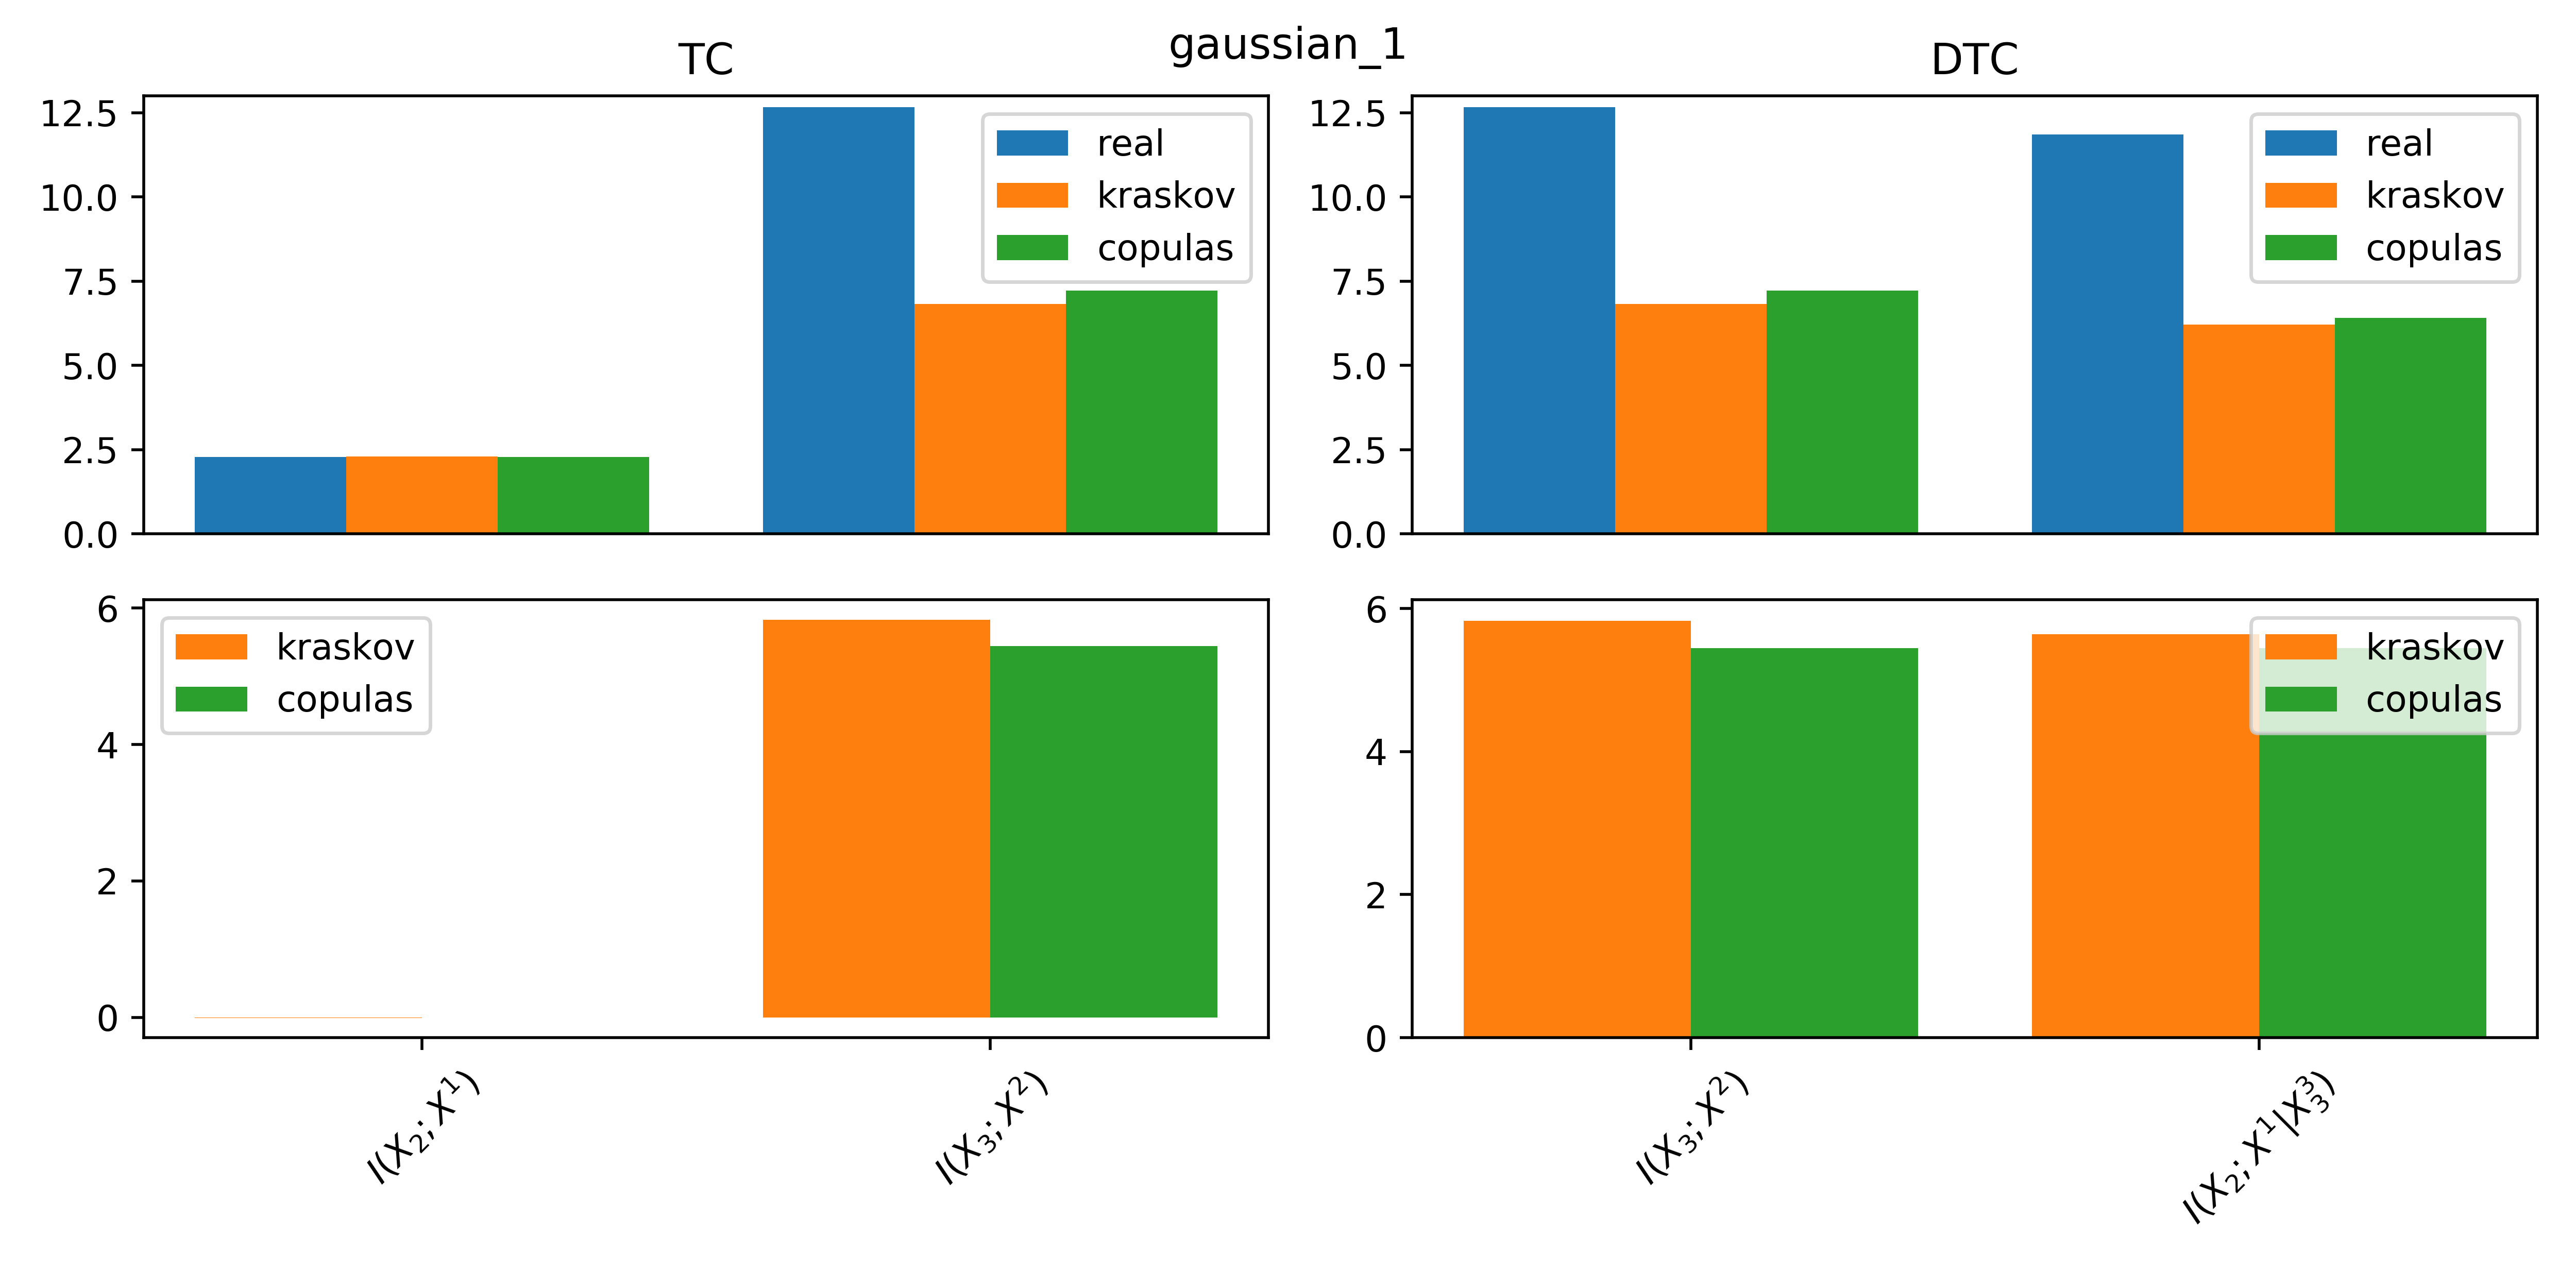 gaussian_1
TC
DTC
12.5
10.0
7.5
5.0
2.5
0.0
real
kraskov
copulas
12.5
10.0
7.5
5.0
2.5
0.0
real
kraskov
copulas
6
4
2
0
kraskov
copulas
6
4
2
0
kraskov
copulas
I(X₂; X¹)
I(X₃; X²)
I(X₃; X²)
I(X₂; X¹|X₃³)